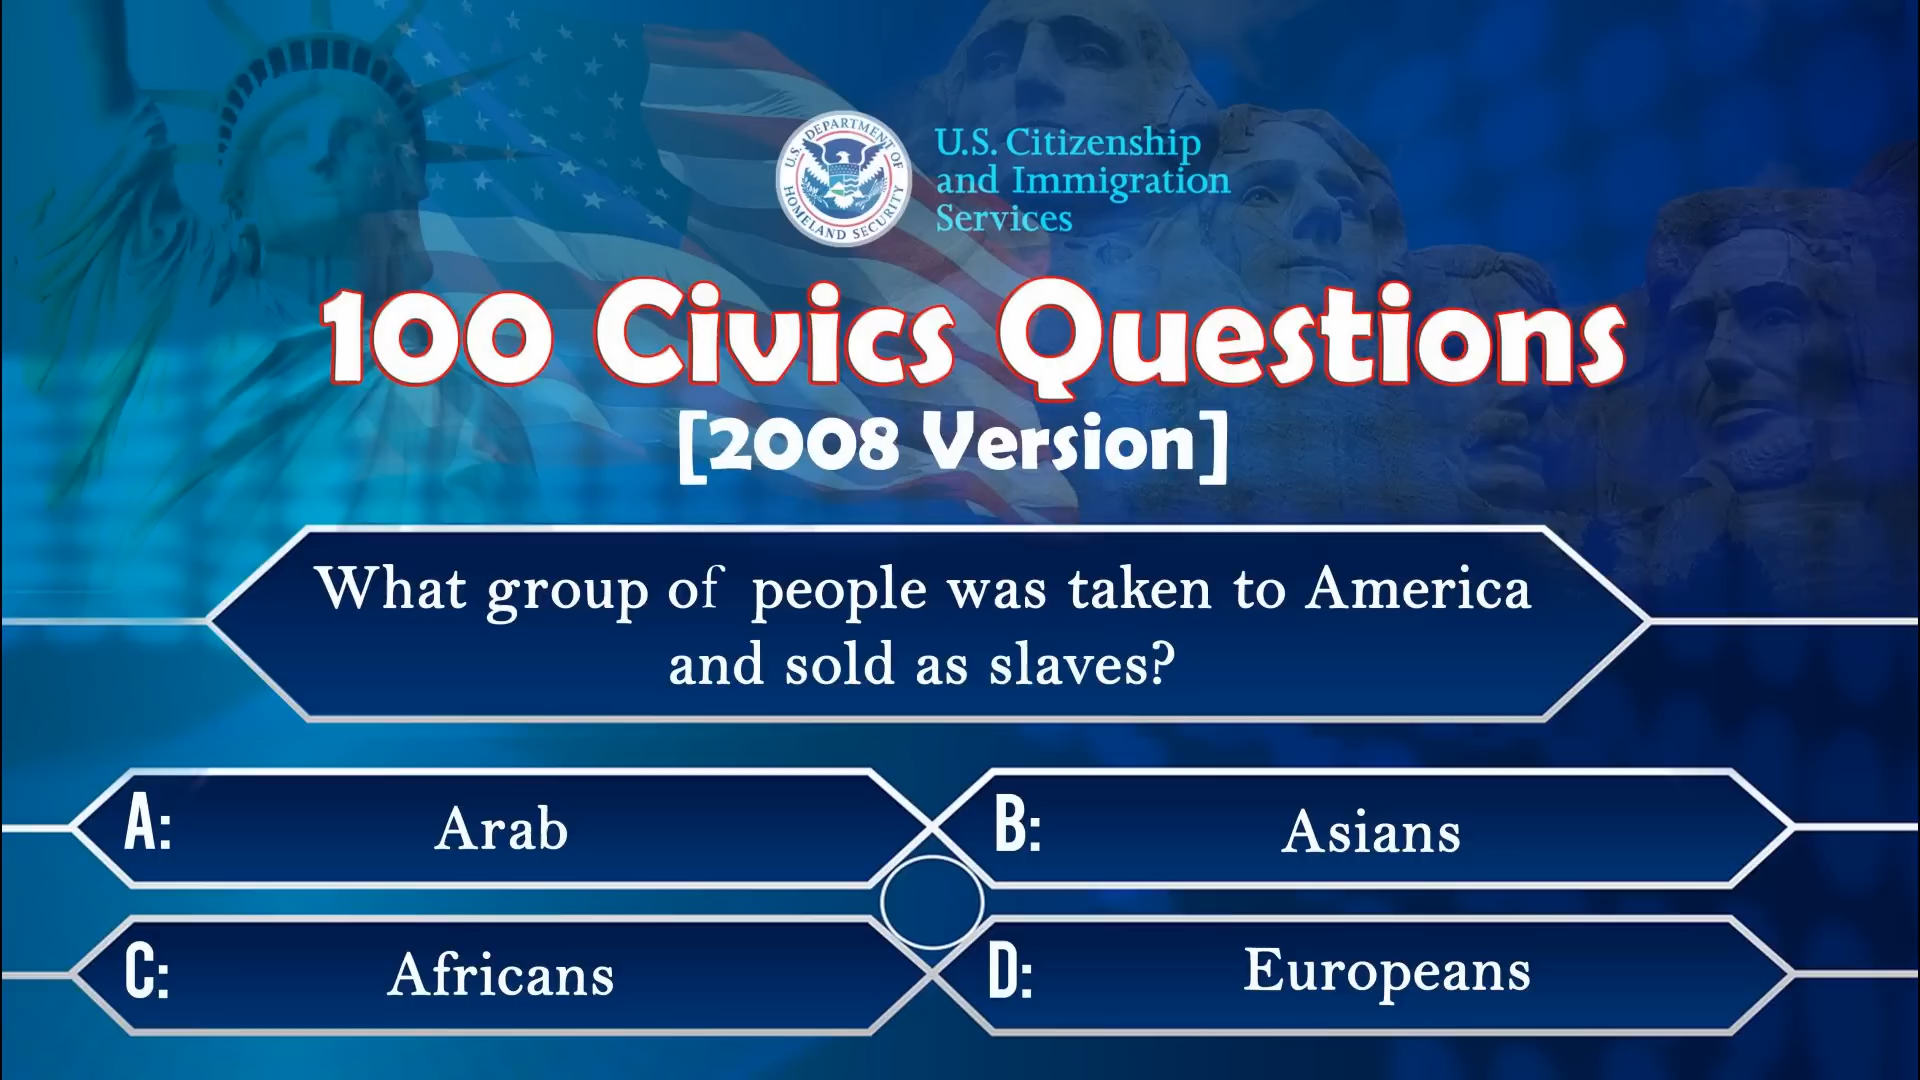 U.S. DEPARTMENT OF
HOMELAND SECURITY
U.S. Citizenship
and Immigration
Services
100 Civics Questions
[2008 Version]
What group of people was taken to America
and sold as slaves?
A: Arab
B: Asians
C: Africans
D: Europeans